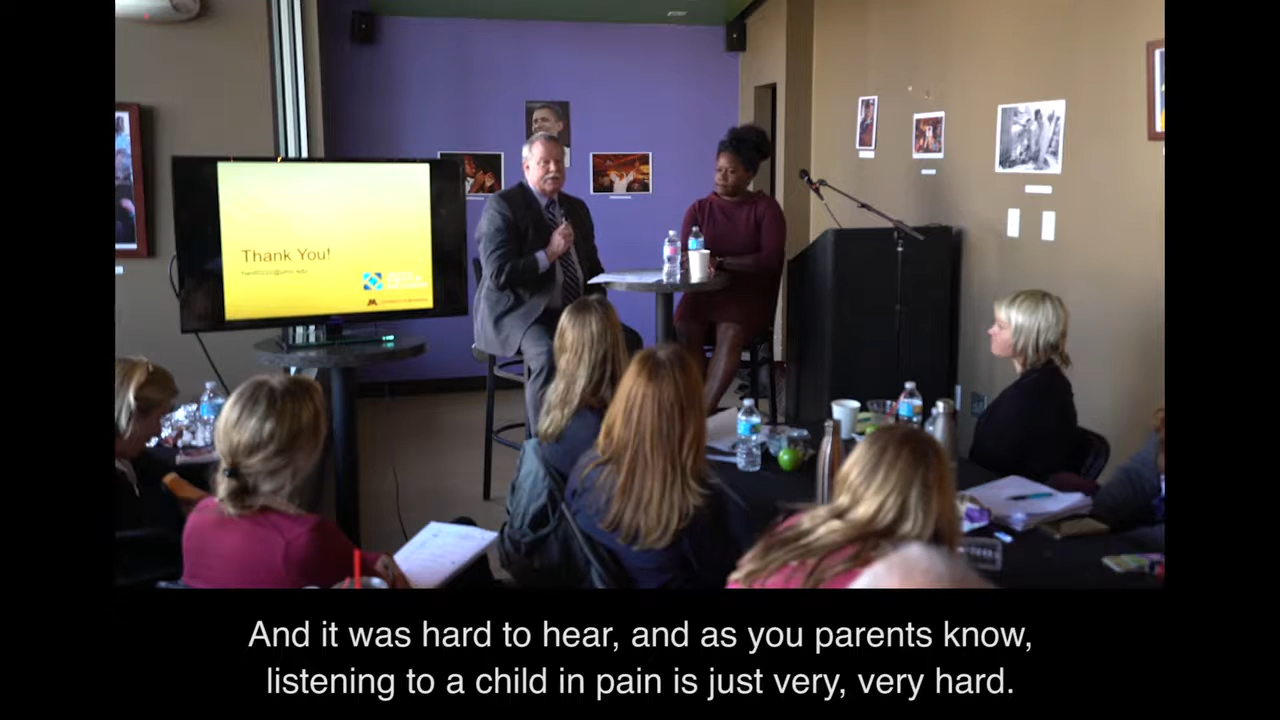 Thank You!
And it was hard to hear, and as you parents know,
listening to a child in pain is just very, very hard.